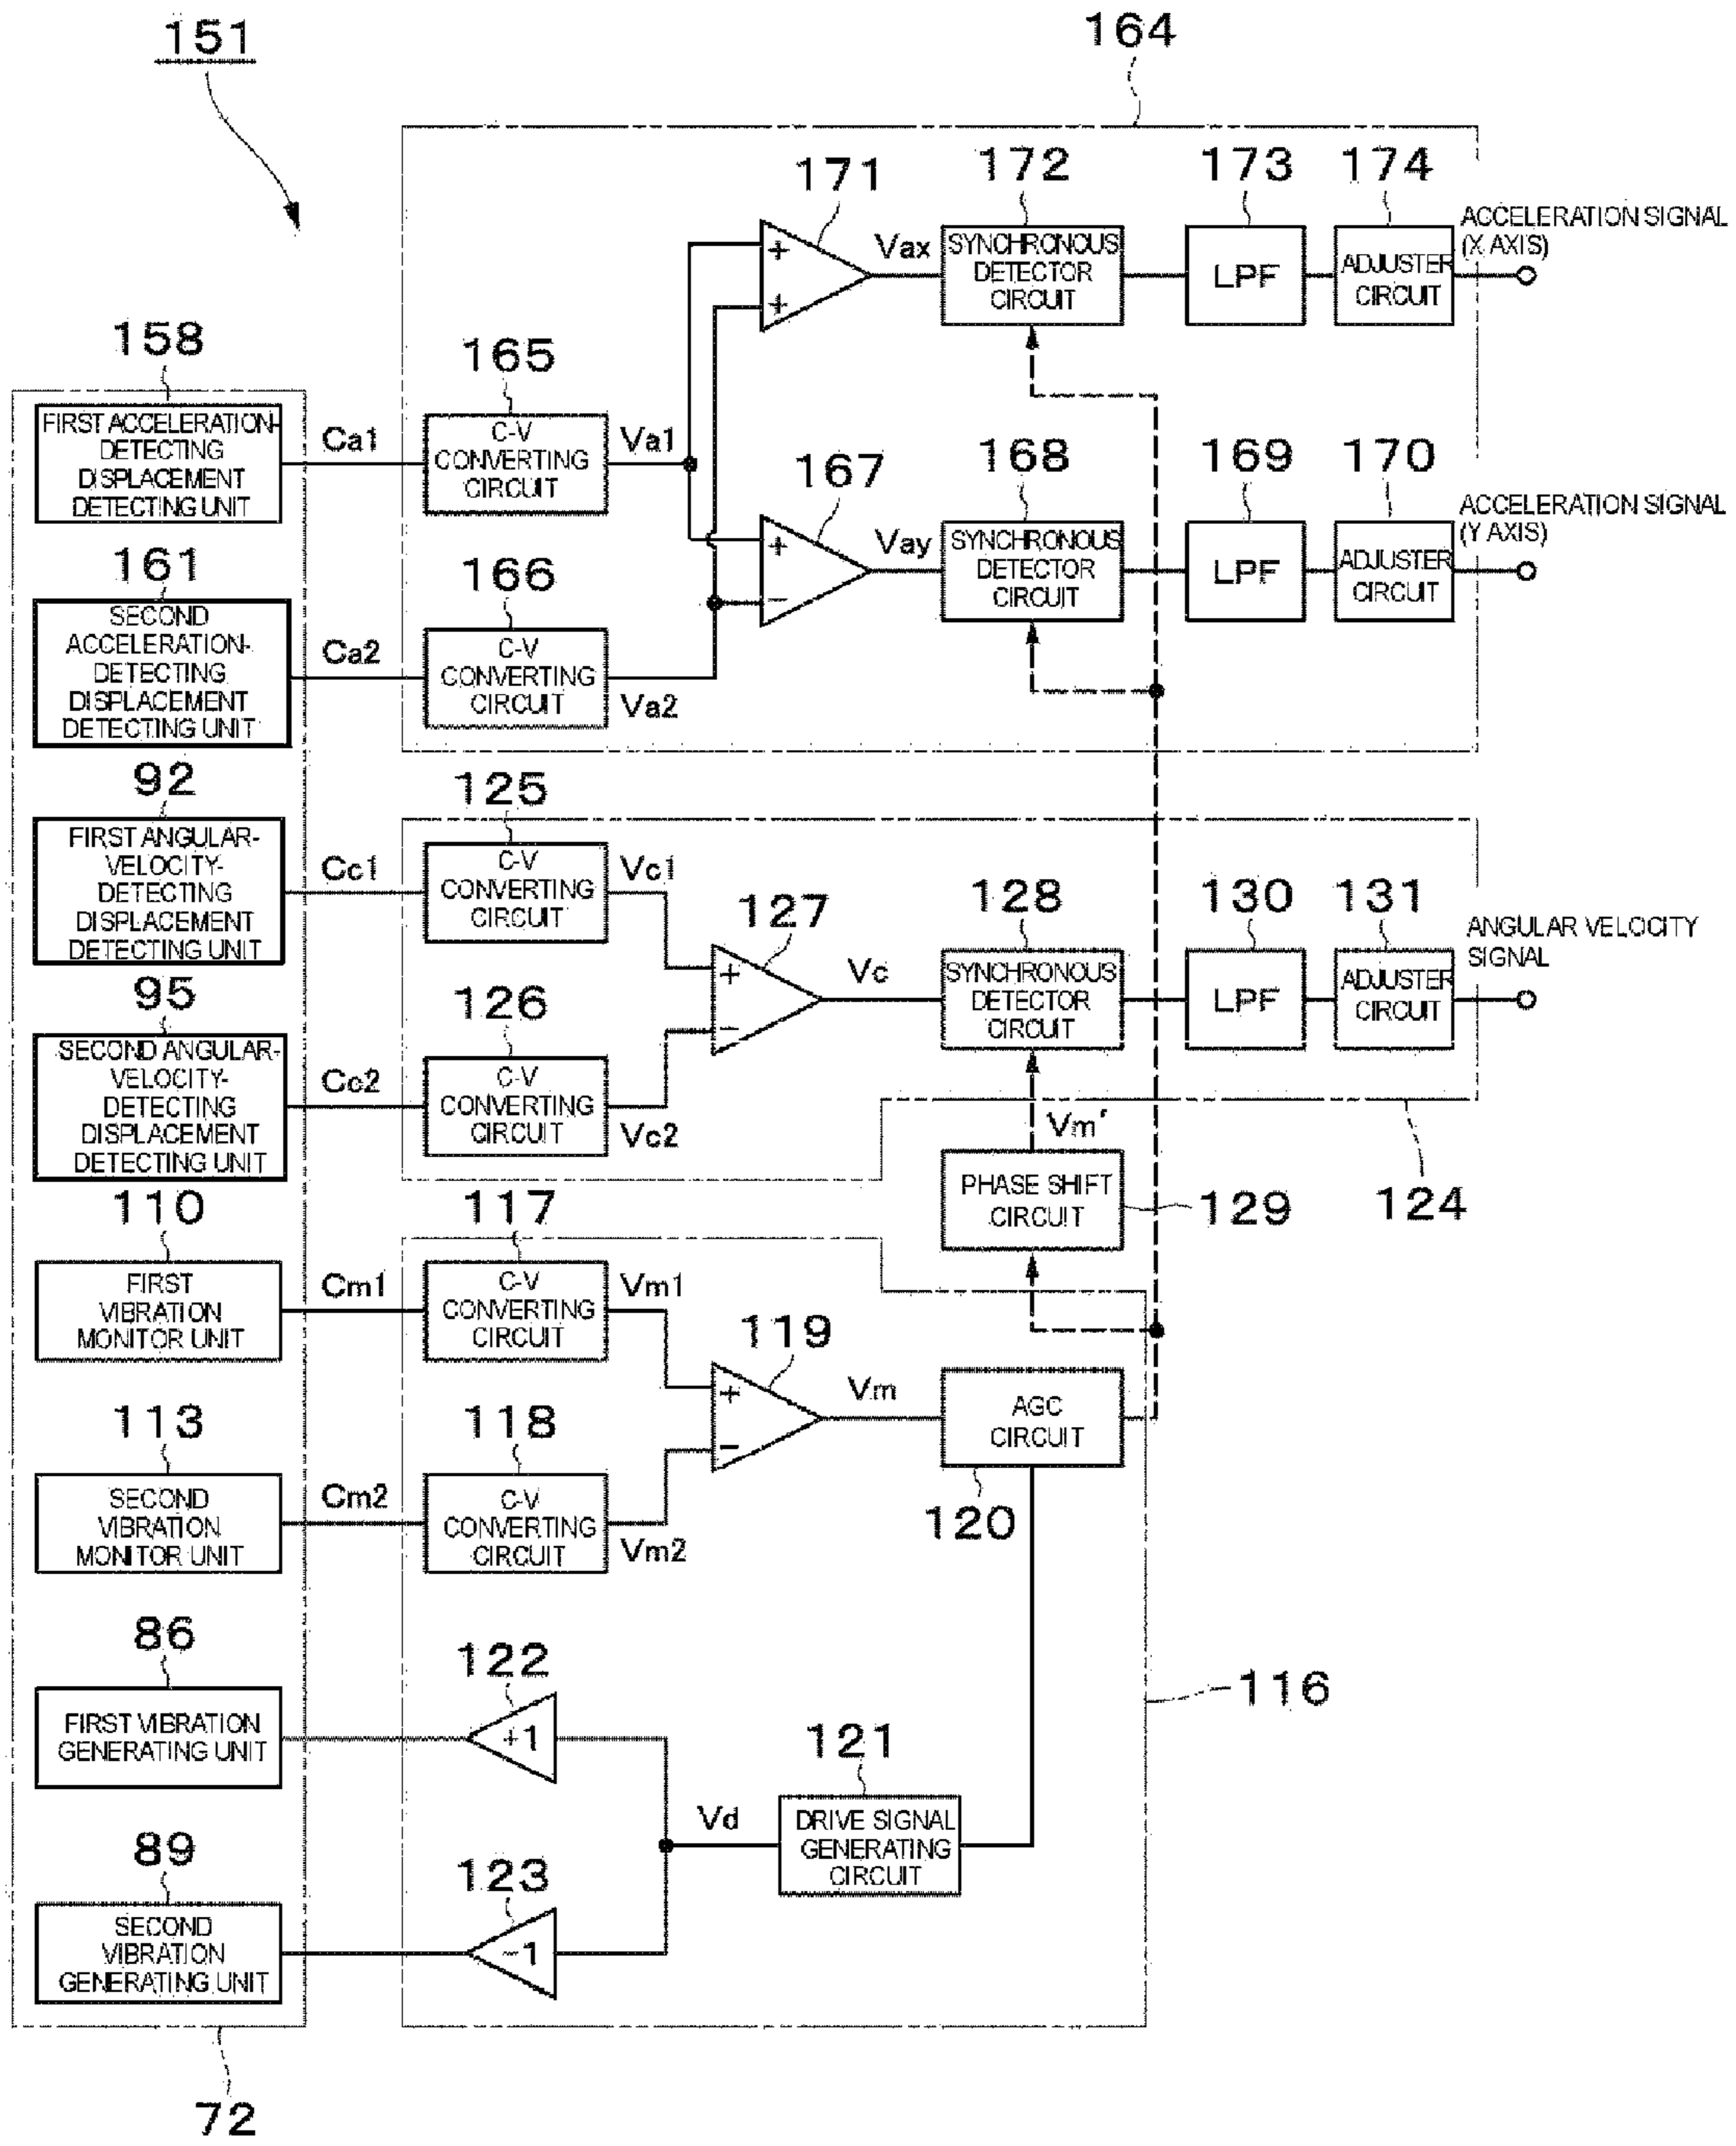 151
164
171
172
173
174
ACCELERATION SIGNAL
(X AXIS)
+
+
Vax
SYNCHRONOUS
DETECTOR
CIRCUIT
LPF
ADJUSTER
CIRCUIT
158
FIRST ACCELERATION-
DETECTING
DISPLACEMENT
DETECTING UNIT
Ca1
165
C-V
CONVERTING
CIRCUIT
Va1
167
168
169
170
ACCELERATION SIGNAL
(Y AXIS)
+
−
Vay
SYNCHRONOUS
DETECTOR
CIRCUIT
LPF
ADJUSTER
CIRCUIT
161
SECOND
ACCELERATION-
DETECTING
DISPLACEMENT
DETECTING UNIT
Ca2
166
C-V
CONVERTING
CIRCUIT
Va2
92
FIRST ANGULAR-
VELOCITY-
DETECTING
DISPLACEMENT
DETECTING UNIT
Cc1
125
C-V
CONVERTING
CIRCUIT
Vc1
127
+
−
Vc
128
SYNCHRONOUS
DETECTOR
CIRCUIT
130
LPF
131
ADJUSTER
CIRCUIT
ANGULAR VELOCITY
SIGNAL
95
SECOND ANGULAR-
VELOCITY-
DETECTING
DISPLACEMENT
DETECTING UNIT
Cc2
126
C-V
CONVERTING
CIRCUIT
Vc2
Vm'
PHASE SHIFT
CIRCUIT
129
124
110
FIRST
VIBRATION
MONITOR UNIT
Cm1
117
C-V
CONVERTING
CIRCUIT
Vm1
119
+
−
Vm
AGC
CIRCUIT
120
113
SECOND
VIBRATION
MONITOR UNIT
Cm2
118
C-V
CONVERTING
CIRCUIT
Vm2
86
FIRST VIBRATION
GENERATING UNIT
122
+1
116
121
DRIVE SIGNAL
GENERATING
CIRCUIT
Vd
89
SECOND
VIBRATION
GENERATING UNIT
123
−1
72